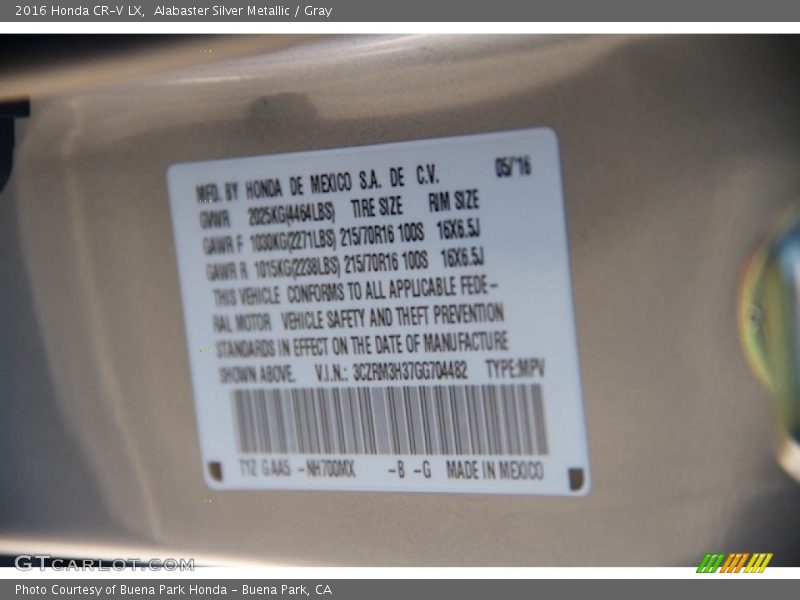 2016 Honda CR-V LX,  Alabaster Silver Metallic / Gray
MFD. BY HONDA DE MEXICO S.A. DE C.V. 05/'16
GVWR 2025KG(4464LBS) TIRE SIZE RIM SIZE
GAWR F 1030KG(2271LBS) 215/70R16 100S 16X6.5J
GAWR R 1015KG(2238LBS) 215/70R16 100S 16X6.5J
THIS VEHICLE CONFORMS TO ALL APPLICABLE FEDE-
RAL MOTOR VEHICLE SAFETY AND THEFT PREVENTION
STANDARDS IN EFFECT ON THE DATE OF MANUFACTURE
SHOWN ABOVE. V.I.N.: 3CZRM3H37GG704482 TYPE:MPV
T1Z GAA5 -NH700MX -B -G MADE IN MEXICO
GTCARLOT.COM
Photo Courtesy of Buena Park Honda - Buena Park, CA